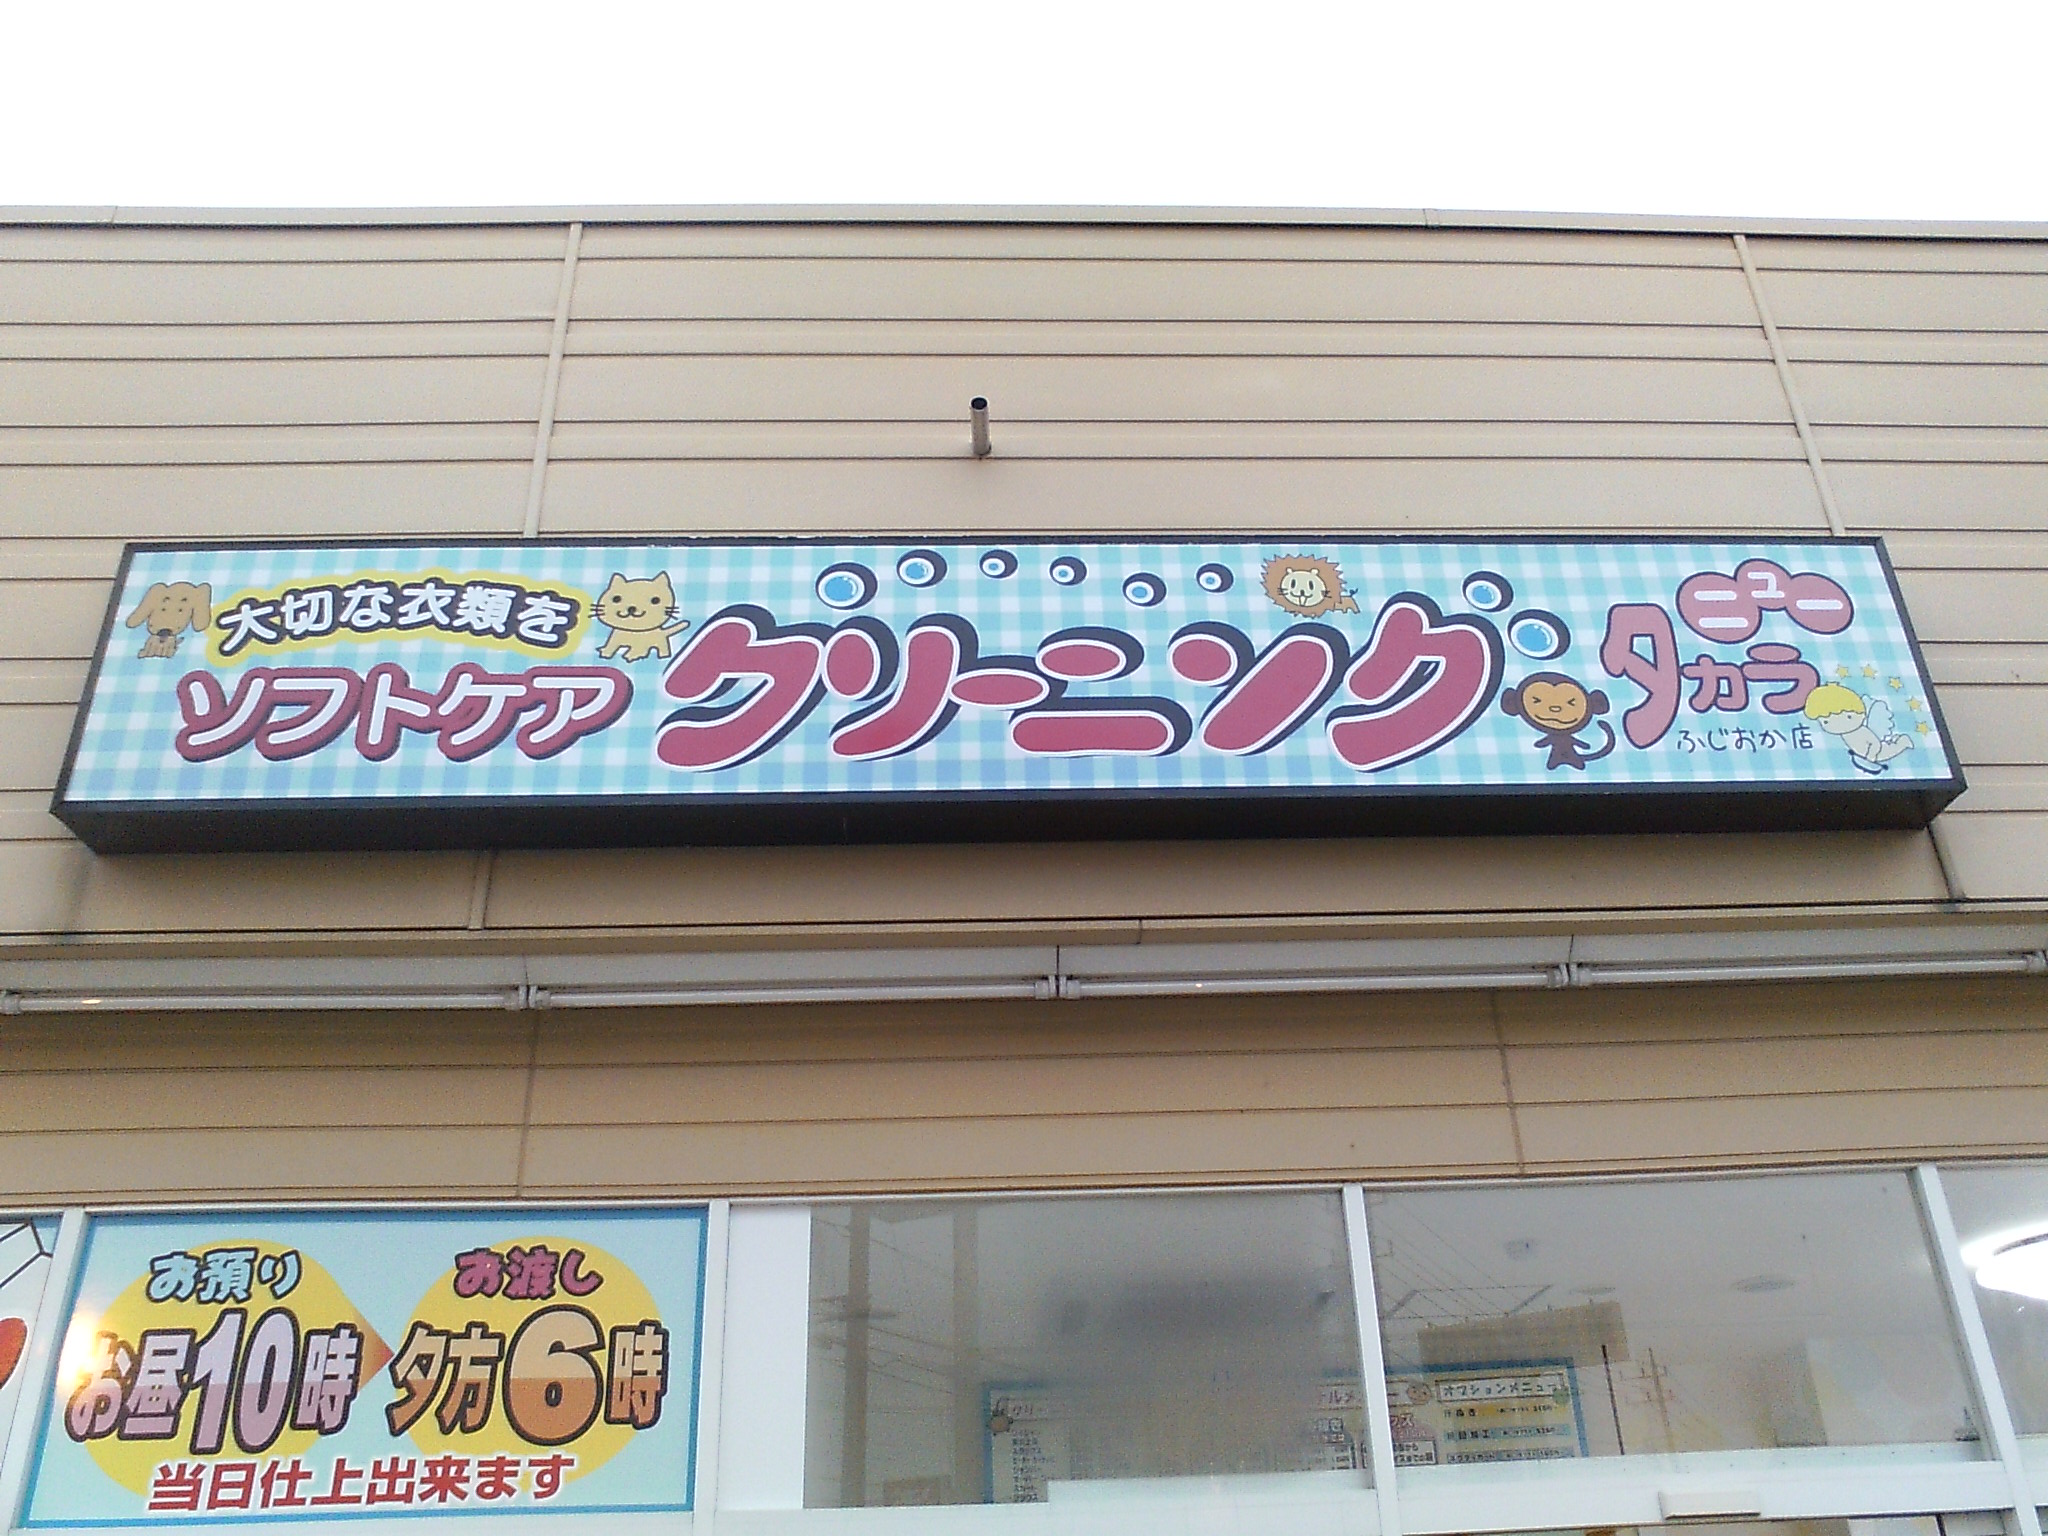 大切な衣類を
ソフトケア
クリーニング
ニュー
タカラ
ふじおか店
お預り
お昼10時
お渡し
夕方6時
当日仕上出来ます
オプションメニュー